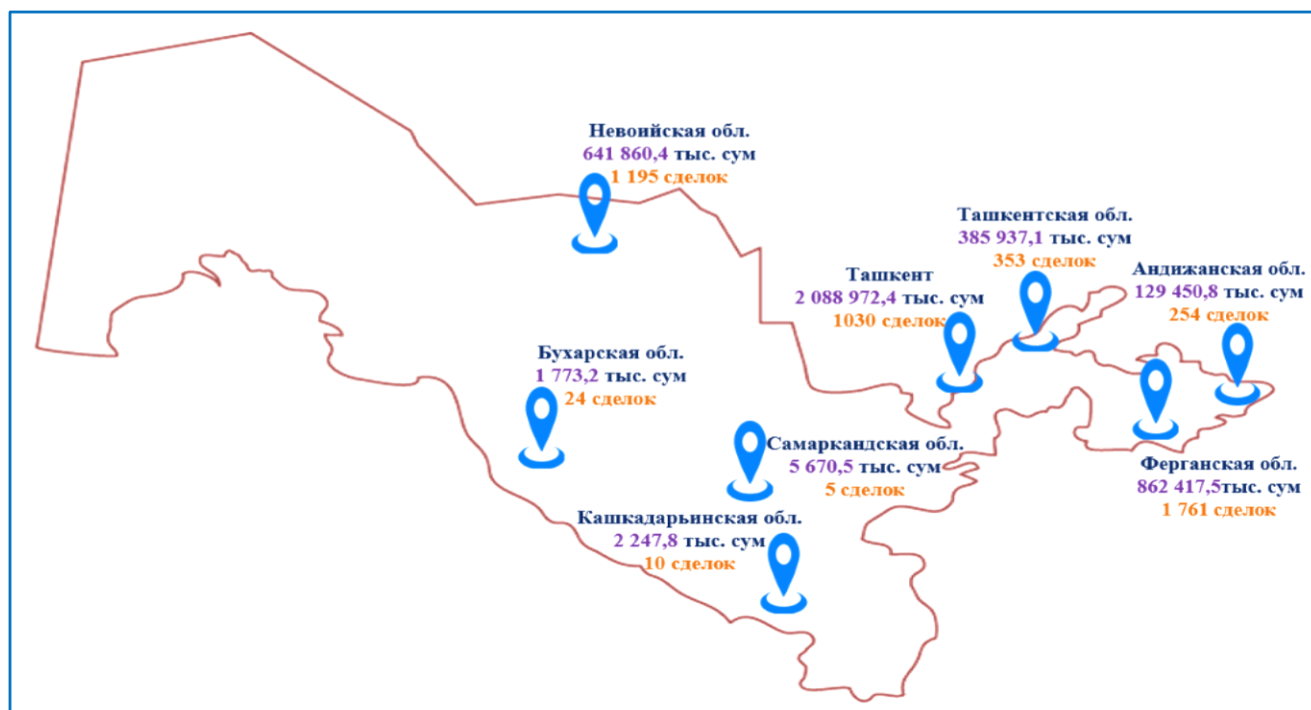 Невоийская обл.
641 860,4 тыс. сум
1 195 сделок
Ташкентская обл.
385 937,1 тыс. сум
353 сделок
Ташкент
2 088 972,4 тыс. сум
1030 сделок
Андижанская обл.
129 450,8 тыс. сум
254 сделок
Бухарская обл.
1 773,2 тыс. сум
24 сделок
Самаркандская обл.
5 670,5 тыс. сум
5 сделок
Ферганская обл.
862 417,5тыс. сум
1 761 сделок
Кашкадарьинская обл.
2 247,8 тыс. сум
10 сделок